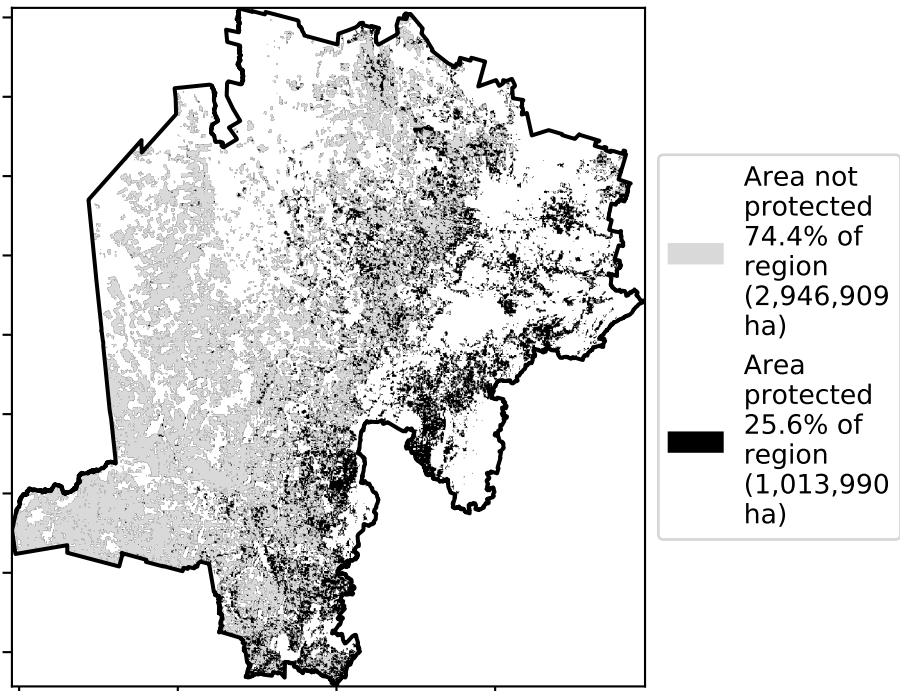 Area not
protected
74.4% of
region
(2,946,909
ha)
Area
protected
25.6% of
region
(1,013,990
ha)